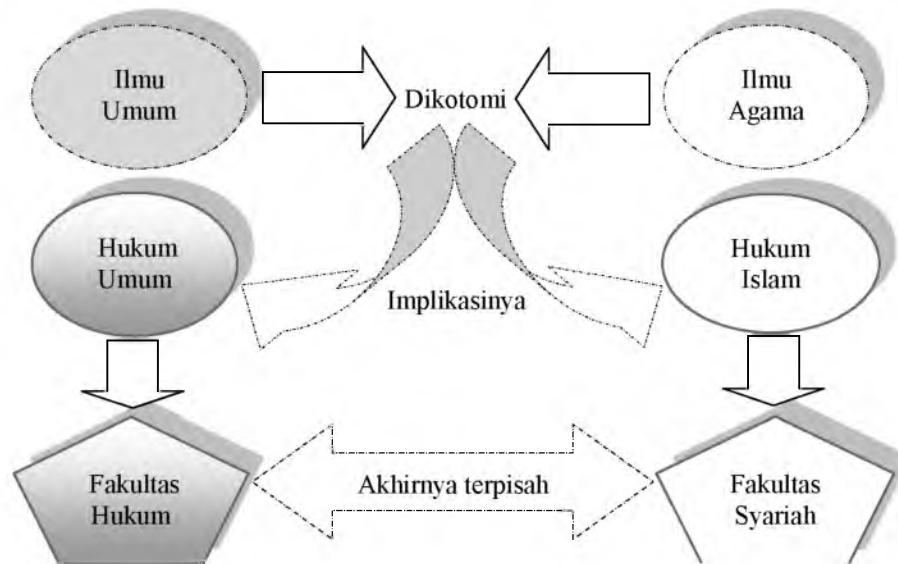 Ilmu
Umum
Dikotomi
Ilmu
Agama
Hukum
Umum
Implikasinya
Hukum
Islam
Fakultas
Hukum
Akhirnya terpisah
Fakultas
Syariah